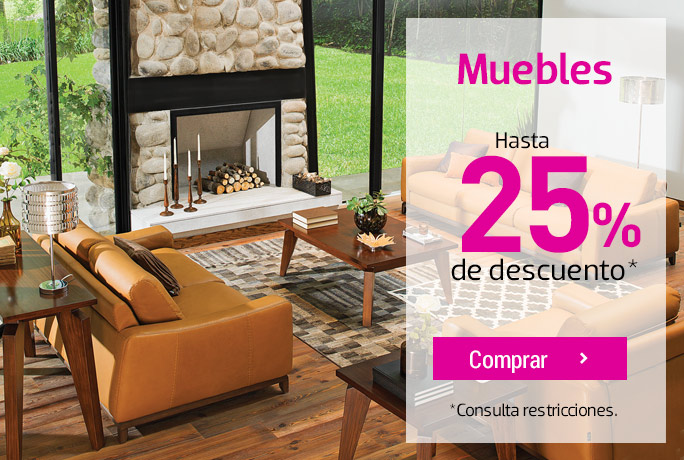 Muebles
Hasta
25%
de descuento*
Comprar >
*Consulta restricciones.